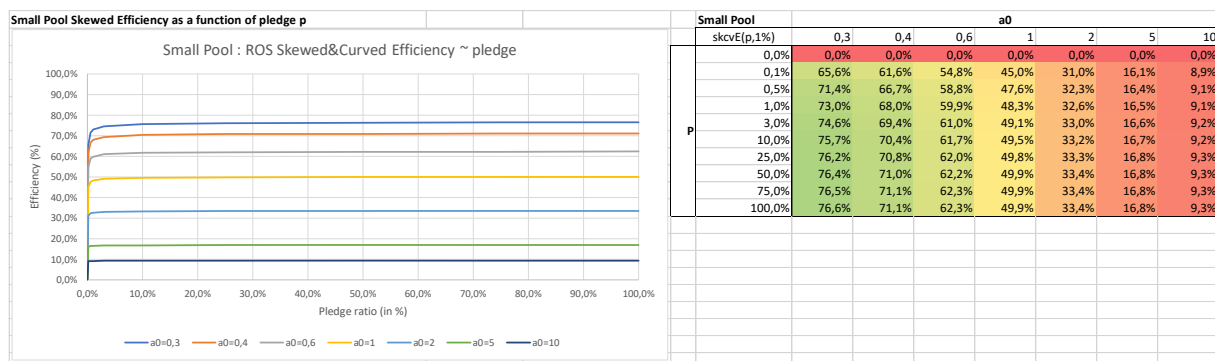 Small Pool Skewed Efficiency as a function of pledge p
Small Pool : ROS Skewed&Curved Efficiency ~ pledge
Efficiency (%)
100,0%
90,0%
80,0%
70,0%
60,0%
50,0%
40,0%
30,0%
20,0%
10,0%
0,0%
0,0% 10,0% 20,0% 30,0% 40,0% 50,0% 60,0% 70,0% 80,0% 90,0% 100,0%
Pledge ratio (in %)
a0=0,3 a0=0,4 a0=0,6 a0=1 a0=2 a0=5 a0=10
Small Pool a0
skcvE(p,1%) 0,3 0,4 0,6 1 2 5 10
P
0,0% 0,0% 0,0% 0,0% 0,0% 0,0% 0,0% 0,0%
0,1% 65,6% 61,6% 54,8% 45,0% 31,0% 16,1% 8,9%
0,5% 71,4% 66,7% 58,8% 47,6% 32,3% 16,4% 9,1%
1,0% 73,0% 68,0% 59,9% 48,3% 32,6% 16,5% 9,1%
3,0% 74,6% 69,4% 61,0% 49,1% 33,0% 16,6% 9,2%
10,0% 75,7% 70,4% 61,7% 49,5% 33,2% 16,7% 9,2%
25,0% 76,2% 70,8% 62,0% 49,8% 33,3% 16,8% 9,3%
50,0% 76,4% 71,0% 62,2% 49,9% 33,4% 16,8% 9,3%
75,0% 76,5% 71,1% 62,3% 49,9% 33,4% 16,8% 9,3%
100,0% 76,6% 71,1% 62,3% 49,9% 33,4% 16,8% 9,3%